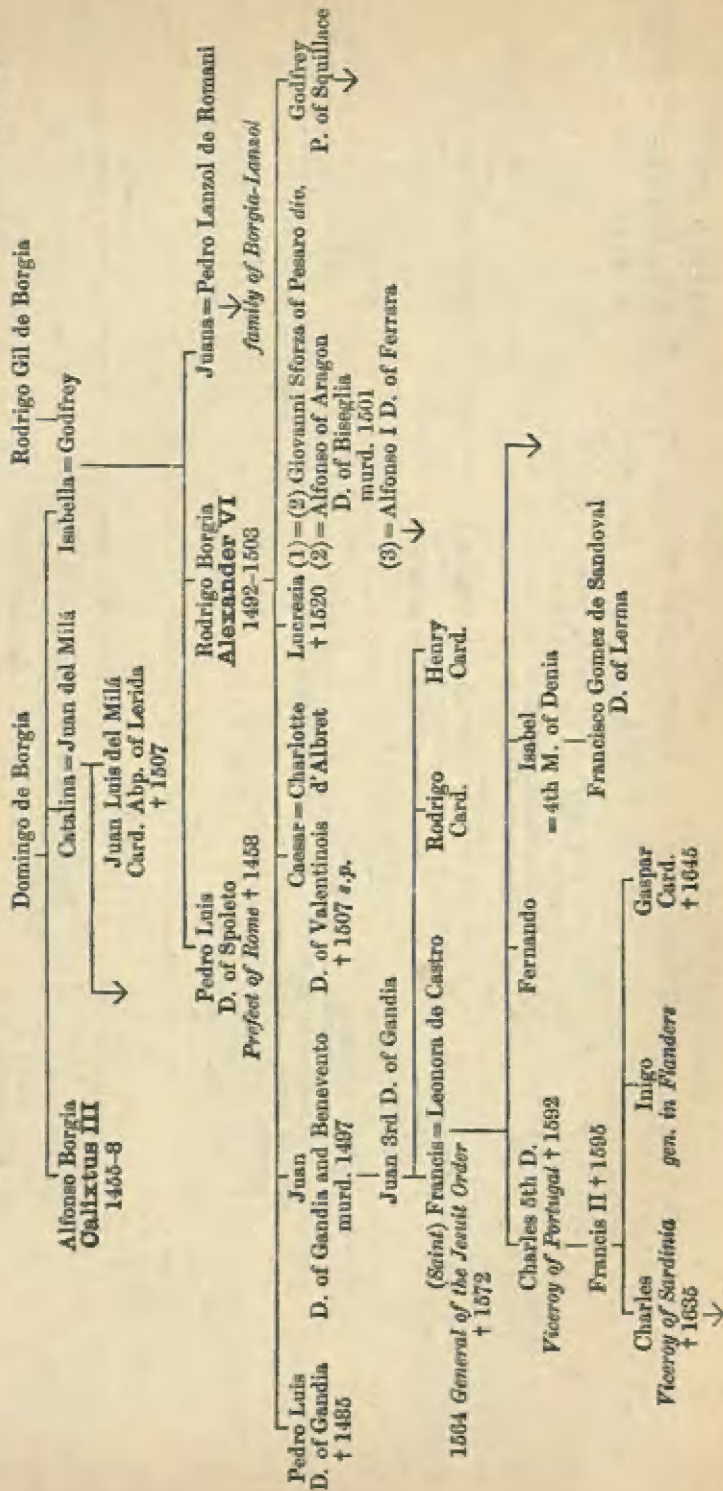 Domingo de Borgia
Rodrigo Gil de Borgia
Alfonso Borgia
Calixtus III
1455-8
Catalina = Juan del Milá
Isabella = Godfrey
Juan Luis del Milá
Card. Abp. of Lerida
† 1507
Pedro Luis
D. of Spoleto
Prefect of Rome † 1458
Rodrigo Borgia
Alexander VI
1492-1503
Juana = Pedro Lanzol de Romani
family of Borgia-Lanzol
Pedro Luis
D. of Gandia
† 1485
Juan
D. of Gandia and Benevento
murd. 1497
Caesar = Charlotte
D. of Valentinois d'Albret
† 1507 s.p.
Lucrezia (1) = (2) Giovanni Sforza of Pesaro div.
† 1520 (2) = Alfonso of Aragon
D. of Biseglia
murd. 1501
(3) = Alfonso I D. of Ferrara
Godfrey
P. of Squillace
Juan 3rd D. of Gandia
(Saint) Francis = Leonora de Castro
1564 General of the Jesuit Order
† 1572
Rodrigo
Card.
Henry
Card.
Charles 5th D.
Viceroy of Portugal † 1592
Fernando
Isabel
= 4th M. of Denia
Francis II † 1595
Francisco Gomez de Sandoval
D. of Lerma
Charles
Viceroy of Sardinia
† 1635
Inigo
gen. in Flanders
Gaspar
Card.
† 1645